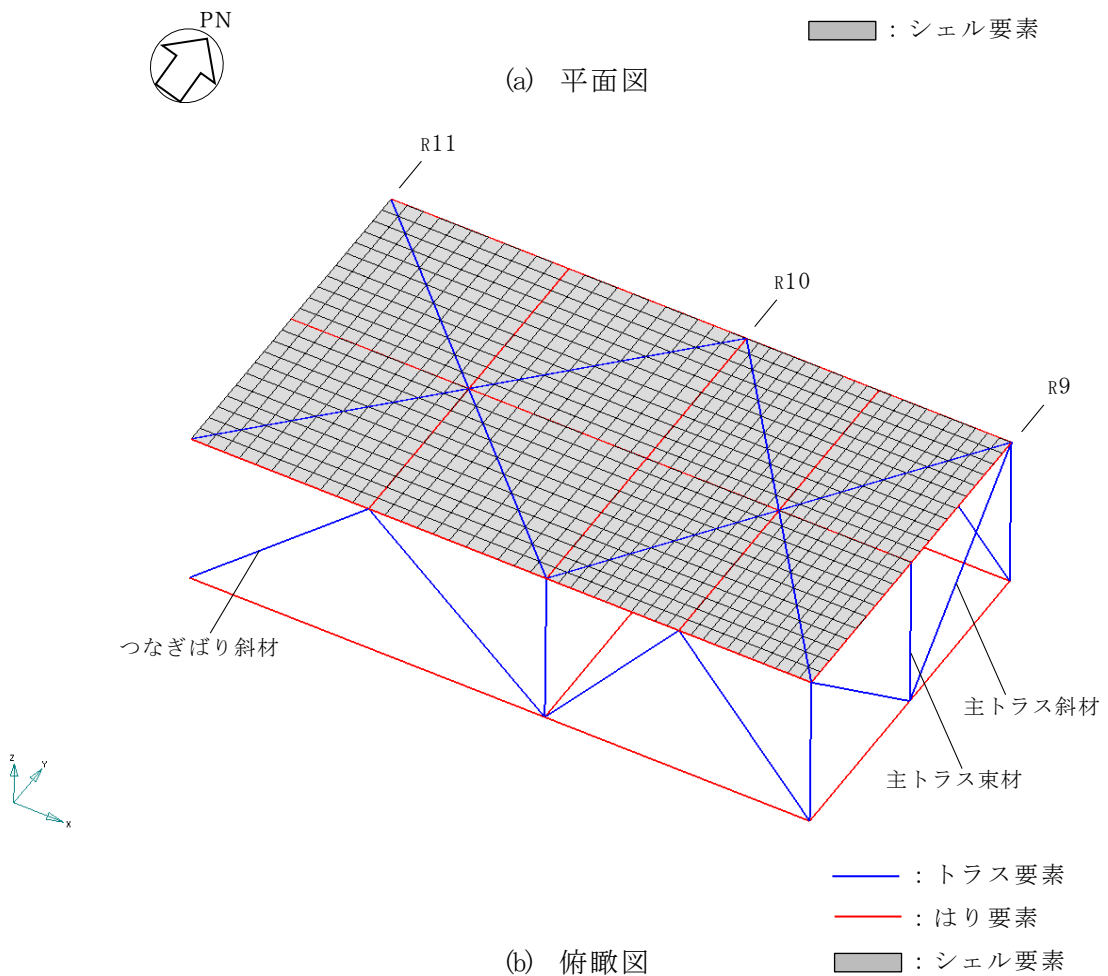 PN
：シェル要素
(a) 平面図
R11
R10
R9
つなぎばり斜材
主トラス斜材
主トラス束材
Z
Y
X
：トラス要素
：はり要素
(b) 俯瞰図
：シェル要素